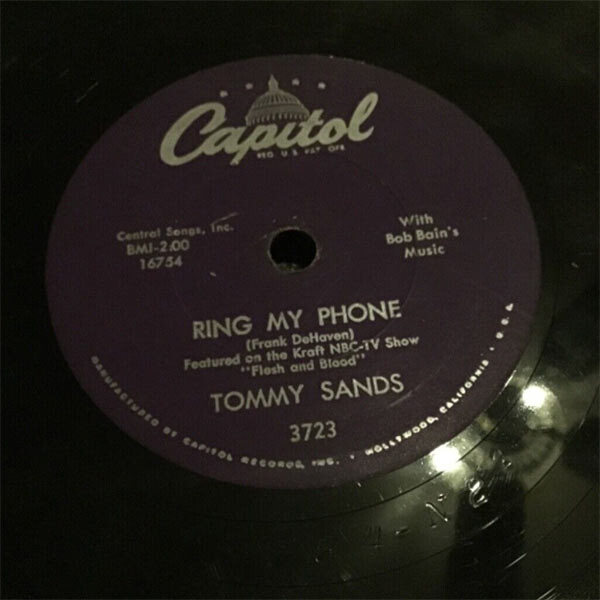 Capitol
REG. U.S. PAT. OFF.
Central Songs, Inc.
BMI-2:00
16754
With
Bob Bain's
Music
RING MY PHONE
(Frank DeHaven)
Featured on the Kraft NBC-TV Show
"Flesh and Blood"
TOMMY SANDS
3723
MANUFACTURED BY CAPITOL RECORDS, INC. • HOLLYWOOD, CALIFORNIA • U.S.A.